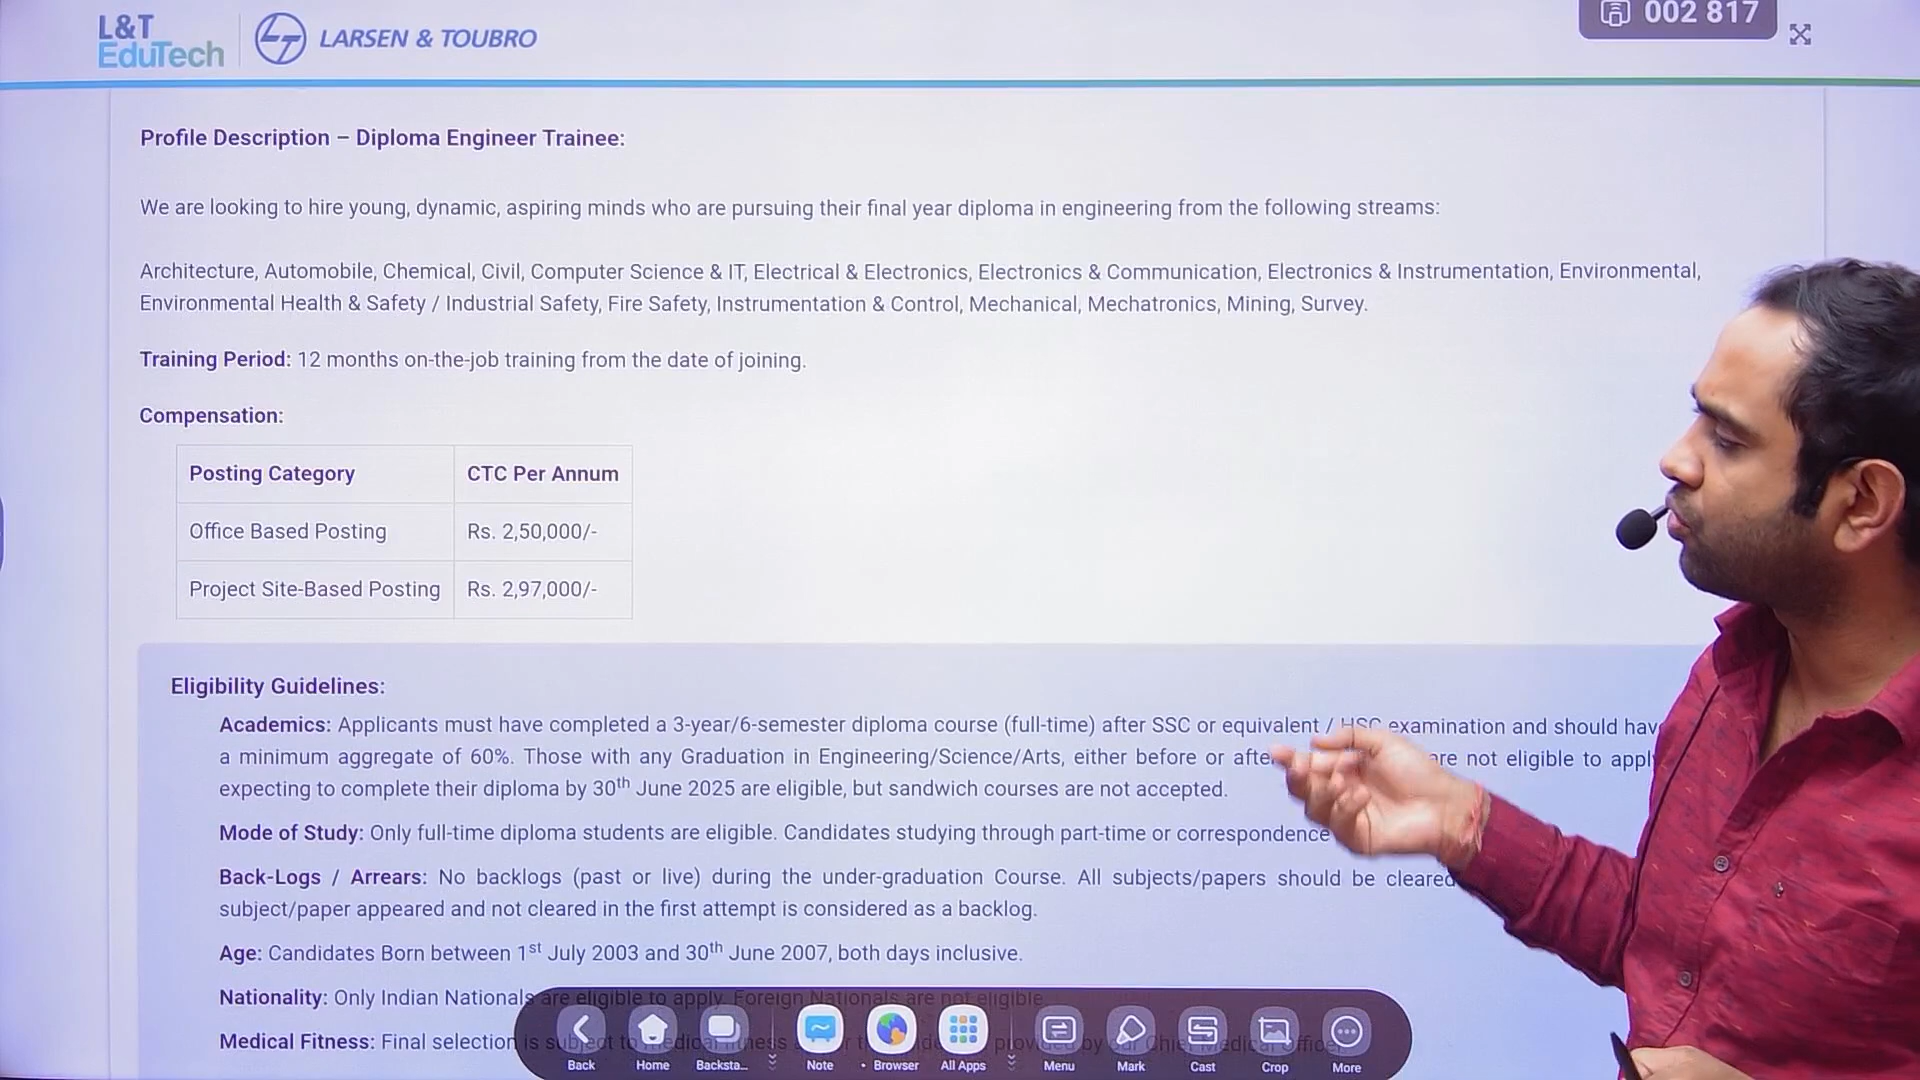 L&T
EduTech
LARSEN & TOUBRO
002 817
Profile Description – Diploma Engineer Trainee:
We are looking to hire young, dynamic, aspiring minds who are pursuing their final year diploma in engineering from the following streams:
Architecture, Automobile, Chemical, Civil, Computer Science & IT, Electrical & Electronics, Electronics & Communication, Electronics & Instrumentation, Environmental,
Environmental Health & Safety / Industrial Safety, Fire Safety, Instrumentation & Control, Mechanical, Mechatronics, Mining, Survey.
Training Period: 12 months on-the-job training from the date of joining.
Compensation:
Posting Category CTC Per Annum
Office Based Posting Rs. 2,50,000/-
Project Site-Based Posting Rs. 2,97,000/-
Eligibility Guidelines:
Academics: Applicants must have completed a 3-year/6-semester diploma course (full-time) after SSC or equivalent / HSC examination and should hav
a minimum aggregate of 60%. Those with any Graduation in Engineering/Science/Arts, either before or afte are not eligible to appl
expecting to complete their diploma by 30th June 2025 are eligible, but sandwich courses are not accepted.
Mode of Study: Only full-time diploma students are eligible. Candidates studying through part-time or correspondence
Back-Logs / Arrears: No backlogs (past or live) during the under-graduation Course. All subjects/papers should be cleared
subject/paper appeared and not cleared in the first attempt is considered as a backlog.
Age: Candidates Born between 1st July 2003 and 30th June 2007, both days inclusive.
Nationality: Only Indian Nationals are eligible to apply. Foreign Nationals are not eligible
Medical Fitness: Final selection is subject to medical fitness provided by our Chief Medical Officer
Back Home Backsta... Note Browser All Apps Menu Mark Cast Crop More